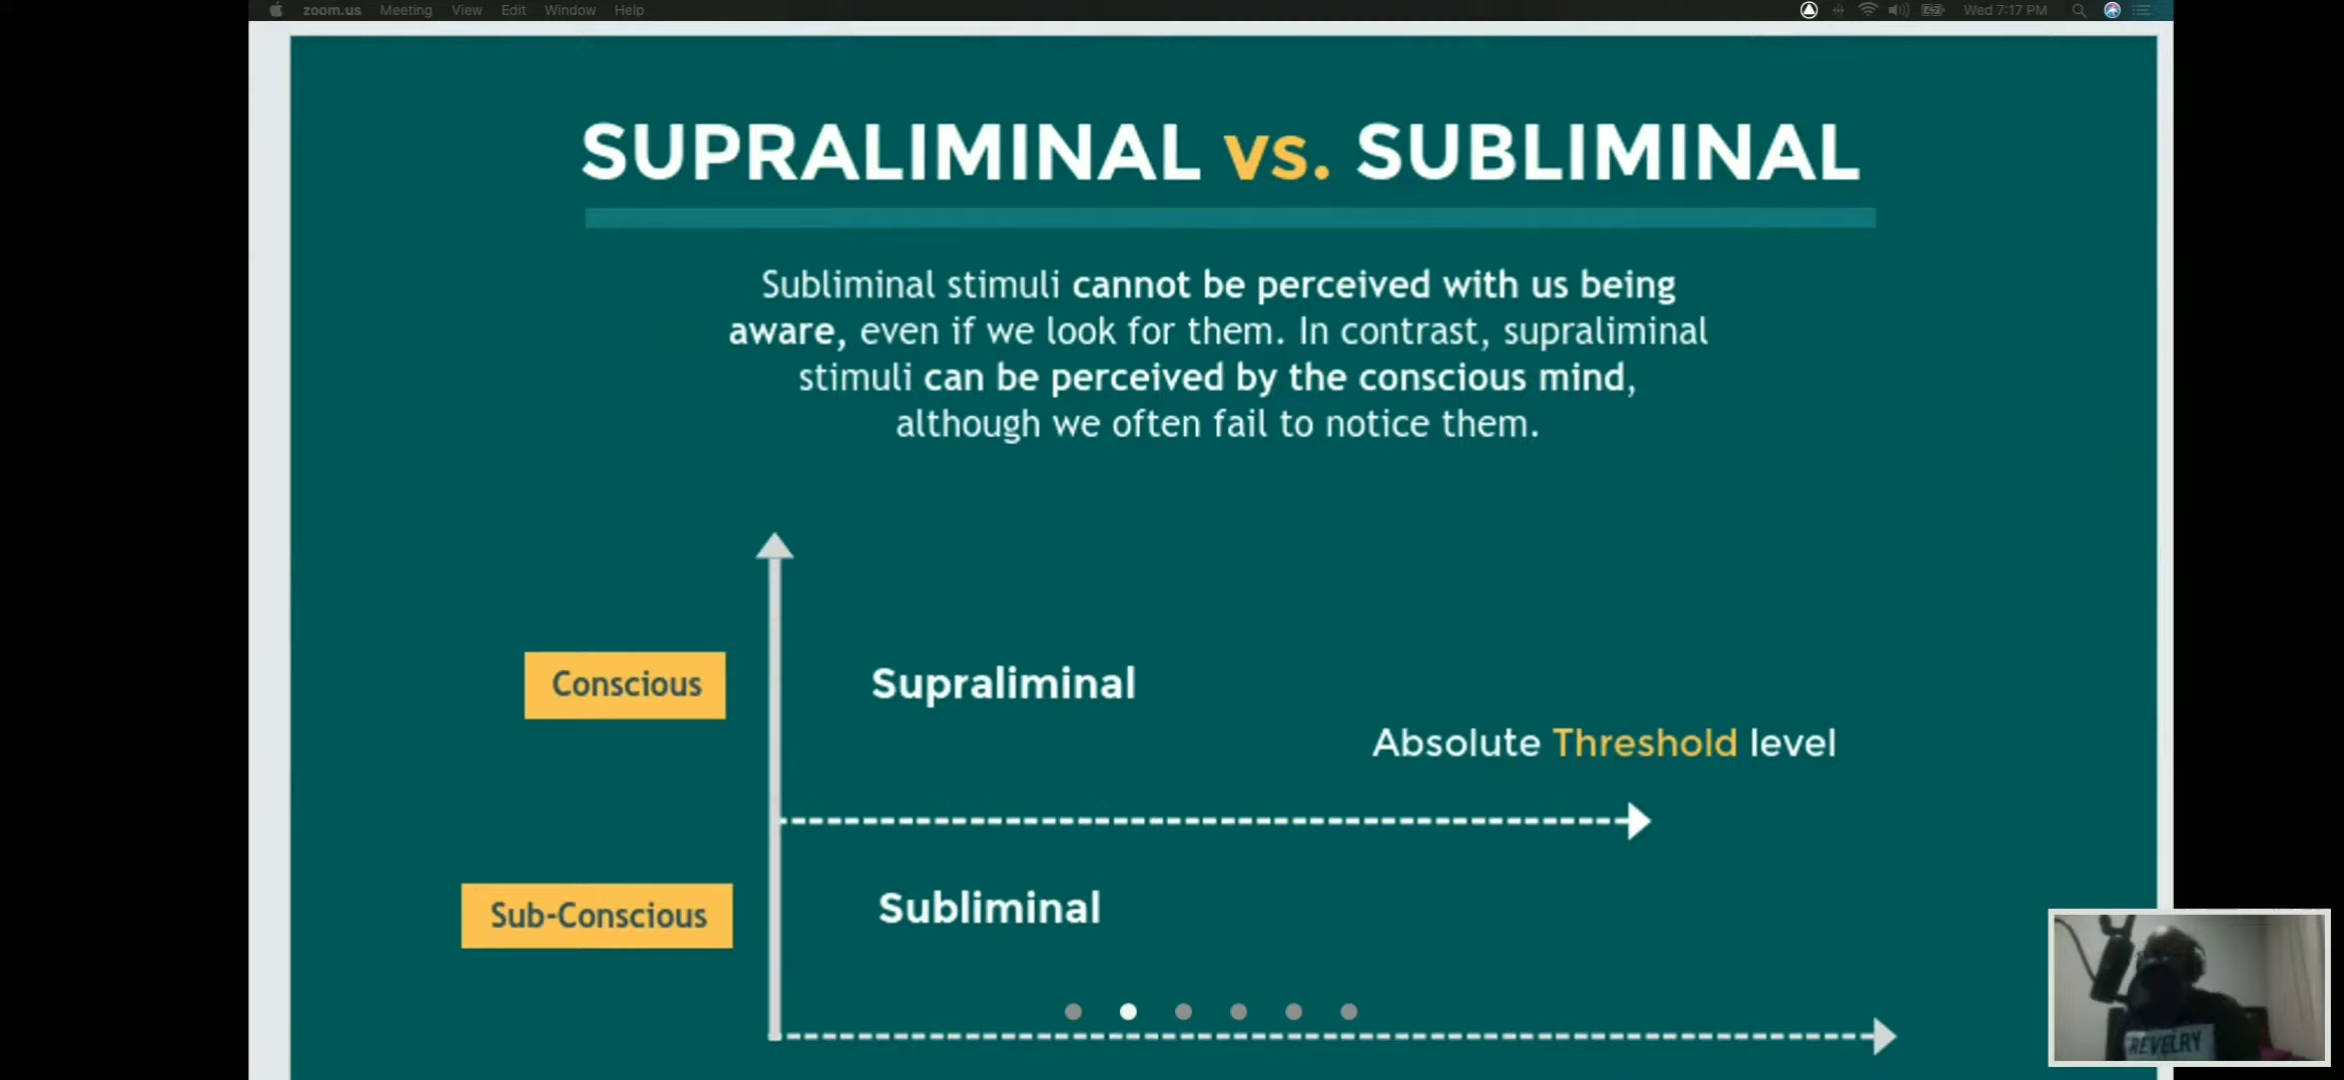 zoom.us Meeting View Edit Window Help Wed 7:17 PM
SUPRALIMINAL vs. SUBLIMINAL
Subliminal stimuli cannot be perceived with us being
aware, even if we look for them. In contrast, supraliminal
stimuli can be perceived by the conscious mind,
although we often fail to notice them.
Conscious
Supraliminal
Absolute Threshold level
Sub-Conscious
Subliminal
REVELRY